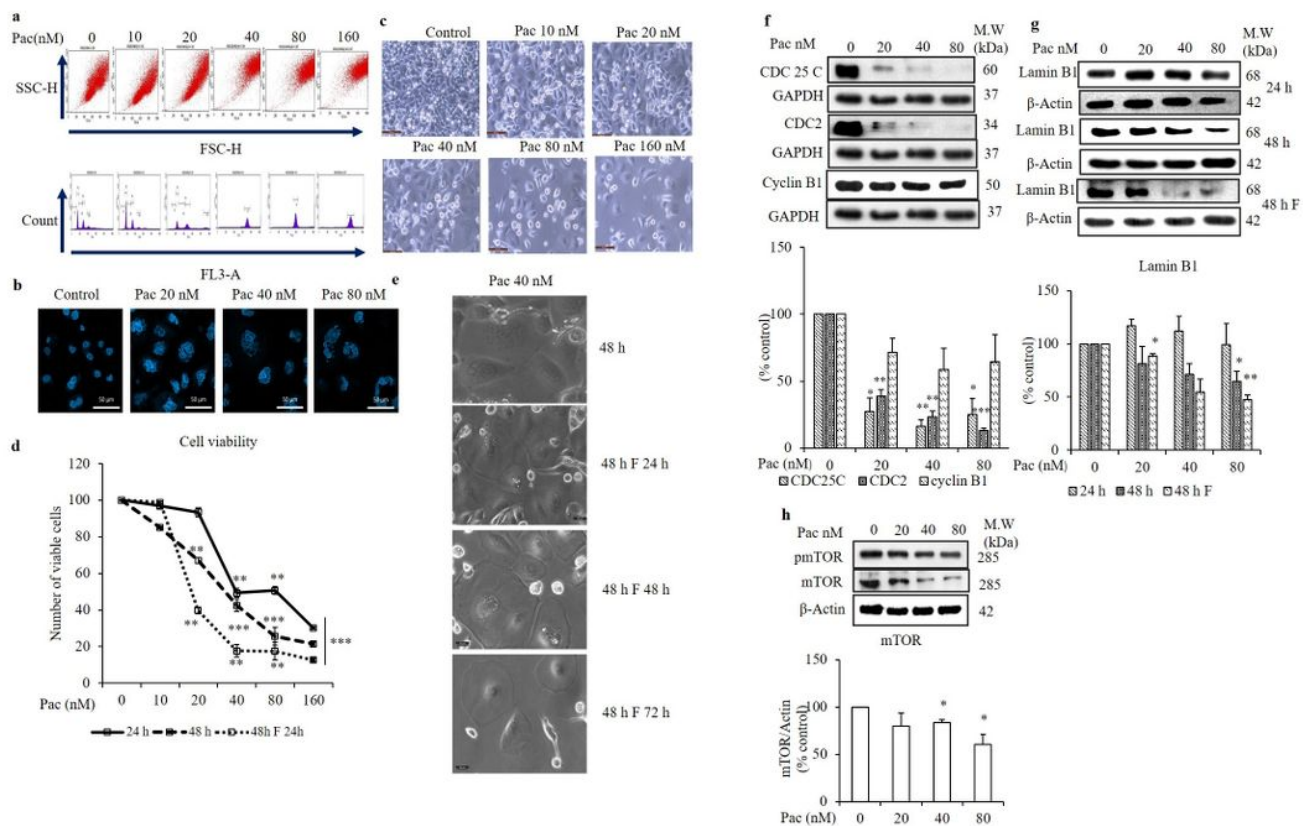 a
Pac(nM) 0 10 20 40 80 160
SSC-H
FSC-H
Count
FL3-A
b
Control Pac 20 nM Pac 40 nM Pac 80 nM
50 µm 50 µm 50 µm 50 µm
c
Control Pac 10 nM Pac 20 nM
Pac 40 nM Pac 80 nM Pac 160 nM
d
Cell viability
Number of viable cells
120
100
80
60
40
20
0
** ** **
** *** ***
** **
***
0 10 20 40 80 160
Pac (nM)
24 h 48 h 48h F 24h
e
Pac 40 nM
48 h
48 h F 24 h
48 h F 48 h
48 h F 72 h
f
Pac nM 0 20 40 80 M.W (kDa)
CDC 25 C 60
GAPDH 37
CDC2 34
GAPDH 37
Cyclin B1 50
GAPDH 37
(% control)
100
50
0
* ** ** ** * ***
0 20 40 80
Pac (nM)
CDC25C CDC2 cyclin B1
g
Pac nM 0 20 40 80 M.W (kDa)
Lamin B1 68
24 h
β-Actin 42
Lamin B1 68
48 h
β-Actin 42
Lamin B1 68
48 h F
β-Actin 42
Lamin B1
(% control)
150
100
50
0
* * **
Pac (nM) 0 20 40 80
24 h 48 h 48 h F
h
Pac nM 0 20 40 80 M.W (kDa)
pmTOR 285
mTOR 285
β-Actin 42
mTOR
mTOR/Actin (% control)
150
100
50
0
* *
0 20 40 80
Pac (nM)